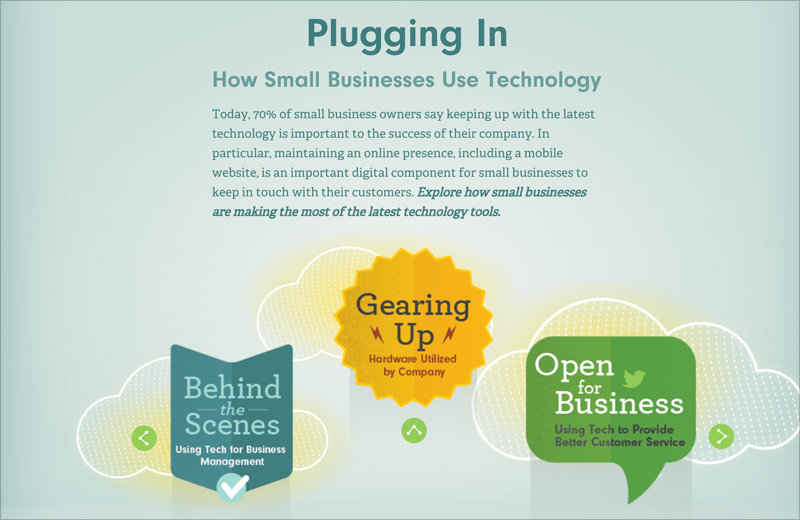 Plugging In
How Small Businesses Use Technology
Today, 70% of small business owners say keeping up with the latest
technology is important to the success of their company. In
particular, maintaining an online presence, including a mobile
website, is an important digital component for small businesses to
keep in touch with their customers. Explore how small businesses
are making the most of the latest technology tools.
Gearing
Up
Hardware Utilized
by Company
Behind
the
Scenes
Using Tech for Business
Management
Open
for
Business
Using Tech to Provide
Better Customer Service